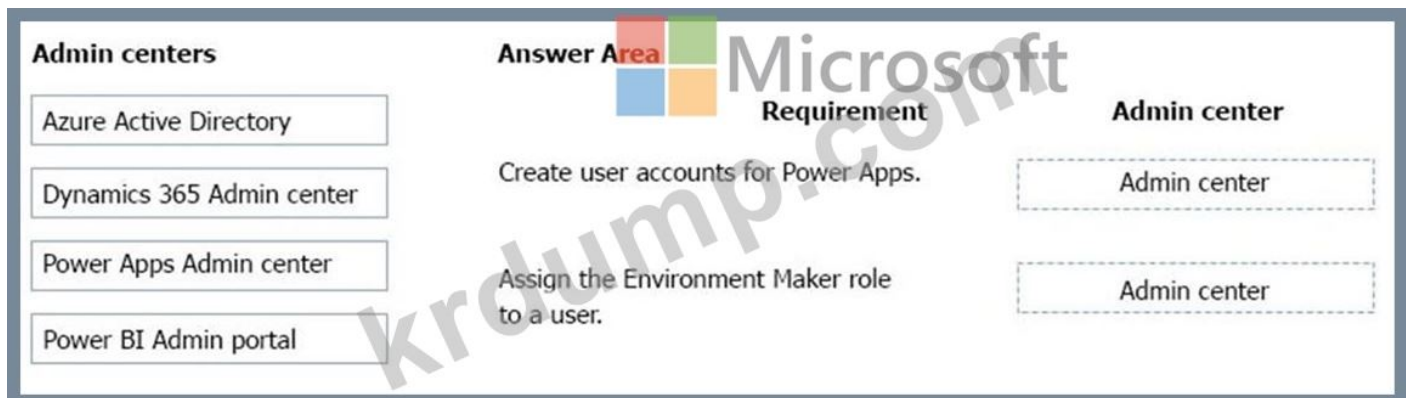 Admin centers
Azure Active Directory
Dynamics 365 Admin center
Power Apps Admin center
Power BI Admin portal
Answer Area
Microsoft
Requirement
Admin center
Create user accounts for Power Apps.
Admin center
Assign the Environment Maker role
to a user.
Admin center
krdump.com